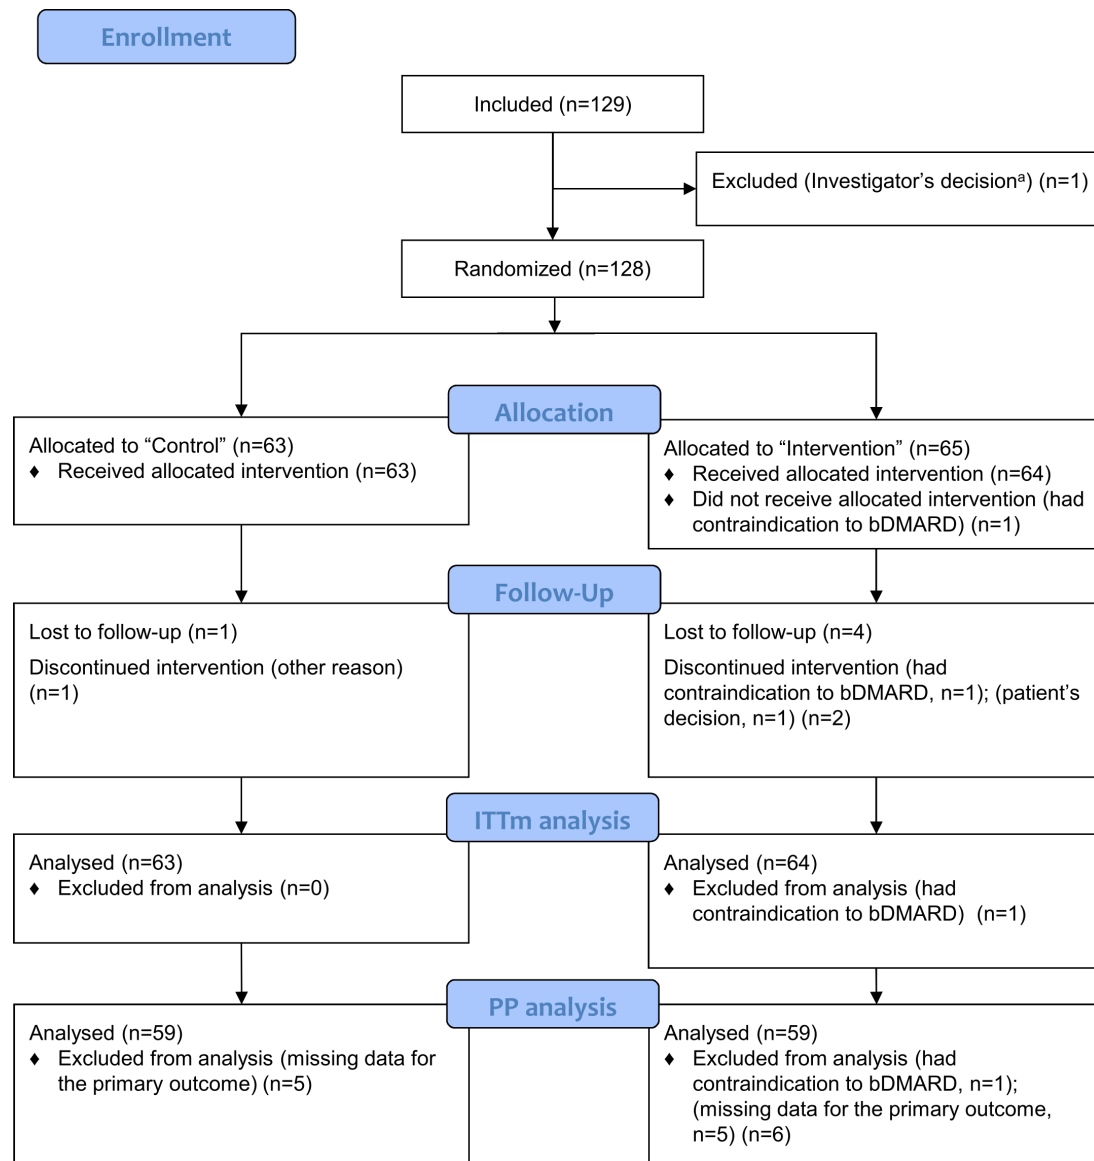 Enrollment
Included (n=129)
Excluded (Investigator’s decisionᵃ) (n=1)
Randomized (n=128)
Allocation
Allocated to “Control” (n=63)
♦ Received allocated intervention (n=63)
Allocated to “Intervention” (n=65)
♦ Received allocated intervention (n=64)
♦ Did not receive allocated intervention (had
contraindication to bDMARD) (n=1)
Follow-Up
Lost to follow-up (n=1)
Discontinued intervention (other reason)
(n=1)
Lost to follow-up (n=4)
Discontinued intervention (had
contraindication to bDMARD, n=1); (patient’s
decision, n=1) (n=2)
ITTm analysis
Analysed (n=63)
♦ Excluded from analysis (n=0)
Analysed (n=64)
♦ Excluded from analysis (had
contraindication to bDMARD) (n=1)
PP analysis
Analysed (n=59)
♦ Excluded from analysis (missing data for
the primary outcome) (n=5)
Analysed (n=59)
♦ Excluded from analysis (had
contraindication to bDMARD, n=1);
(missing data for the primary outcome,
n=5) (n=6)